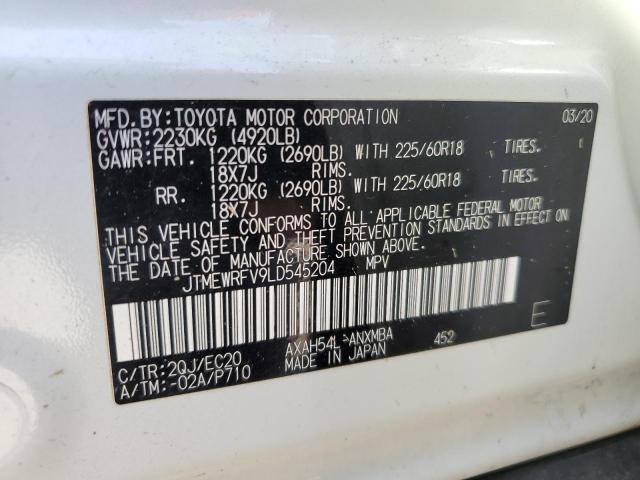 MFD. BY: TOYOTA MOTOR CORPORATION 03/20
GVWR: 2230KG (4920LB)
GAWR: FRT. 1220KG (2690LB) WITH 225/60R18 TIRES.
18X7J RIMS.
RR. 1220KG (2690LB) WITH 225/60R18 TIRES.
18X7J RIMS.
THIS VEHICLE CONFORMS TO ALL APPLICABLE FEDERAL MOTOR
VEHICLE SAFETY AND THEFT PREVENTION STANDARDS IN EFFECT ON
THE DATE OF MANUFACTURE SHOWN ABOVE.
JTMEWRFV9LD545204 MPV
E
C/TR: 2QJ/EC20 AXAH54L-ANXMBA 452
A/TM: -02A/P710 MADE IN JAPAN